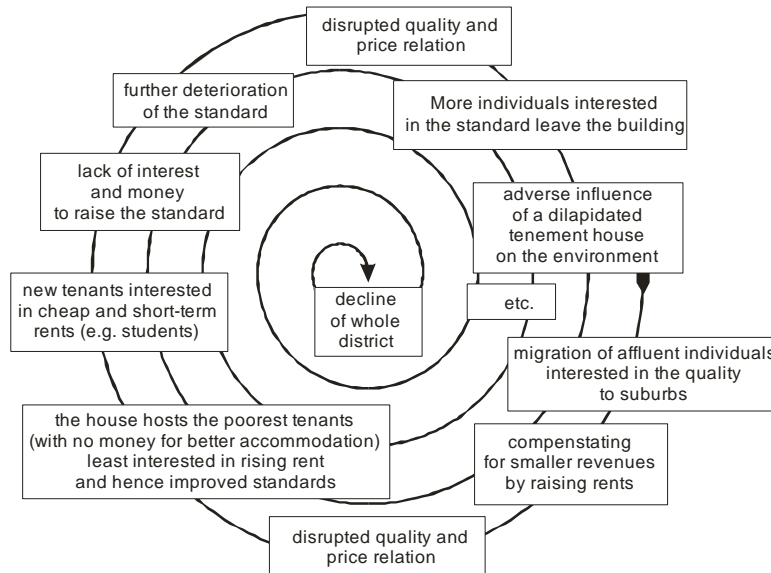 disrupted quality and
price relation
further deterioration
of the standard
More individuals interested
in the standard leave the building
lack of interest
and money
to raise the standard
adverse influence
of a dilapidated
tenement house
on the environment
new tenants interested
in cheap and short-term
rents (e.g. students)
decline
of whole
district
etc.
migration of affluent individuals
interested in the quality
to suburbs
the house hosts the poorest tenants
(with no money for better accommodation)
least interested in rising rent
and hence improved standards
compenstating
for smaller revenues
by raising rents
disrupted quality and
price relation